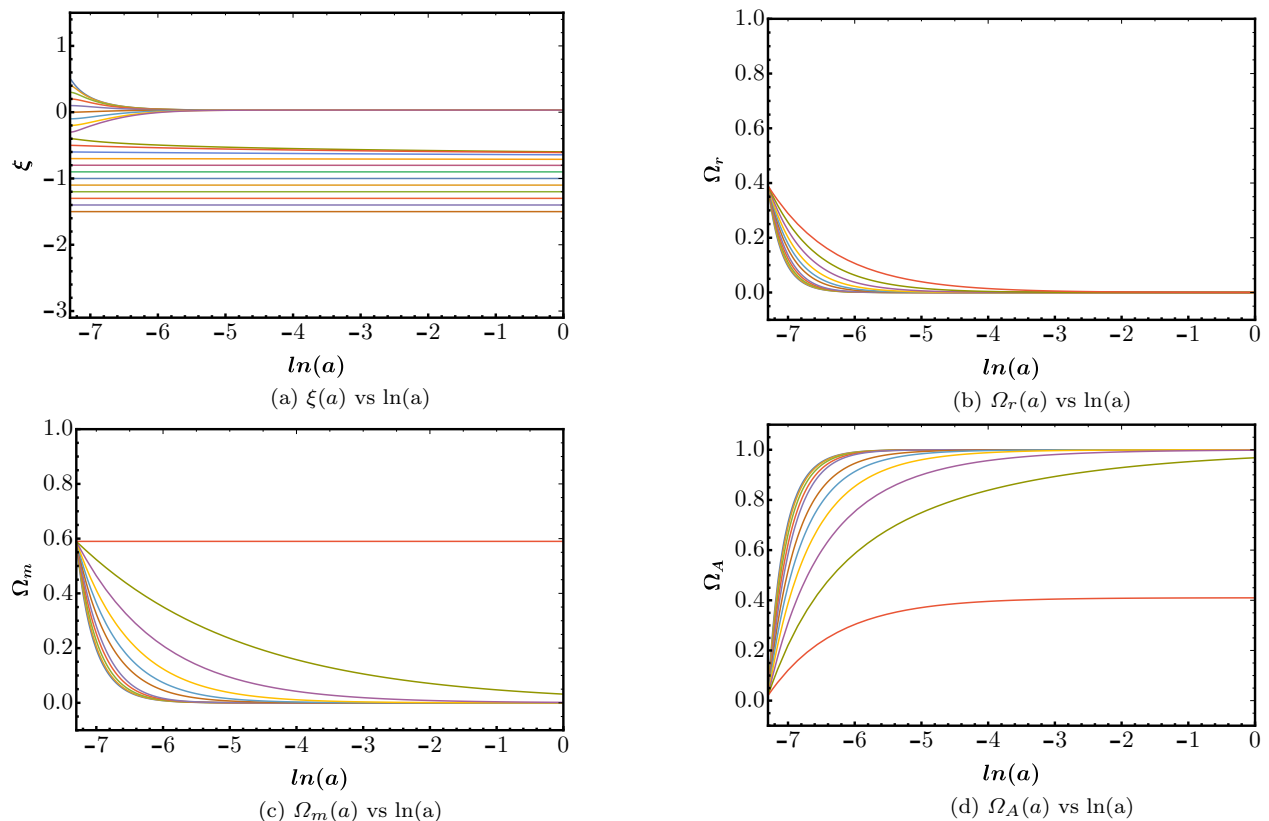 1
0
−1
−2
−3
ξ
−7 −6 −5 −4 −3 −2 −1 0
ln(a)
(a) ξ(a) vs ln(a)
1.0
0.8
0.6
0.4
0.2
0.0
Ω_r
−7 −6 −5 −4 −3 −2 −1 0
ln(a)
(b) Ω_r(a) vs ln(a)
1.0
0.8
0.6
0.4
0.2
0.0
Ω_m
−7 −6 −5 −4 −3 −2 −1 0
ln(a)
(c) Ω_m(a) vs ln(a)
1.0
0.8
0.6
0.4
0.2
0.0
Ω_A
−7 −6 −5 −4 −3 −2 −1 0
ln(a)
(d) Ω_A(a) vs ln(a)